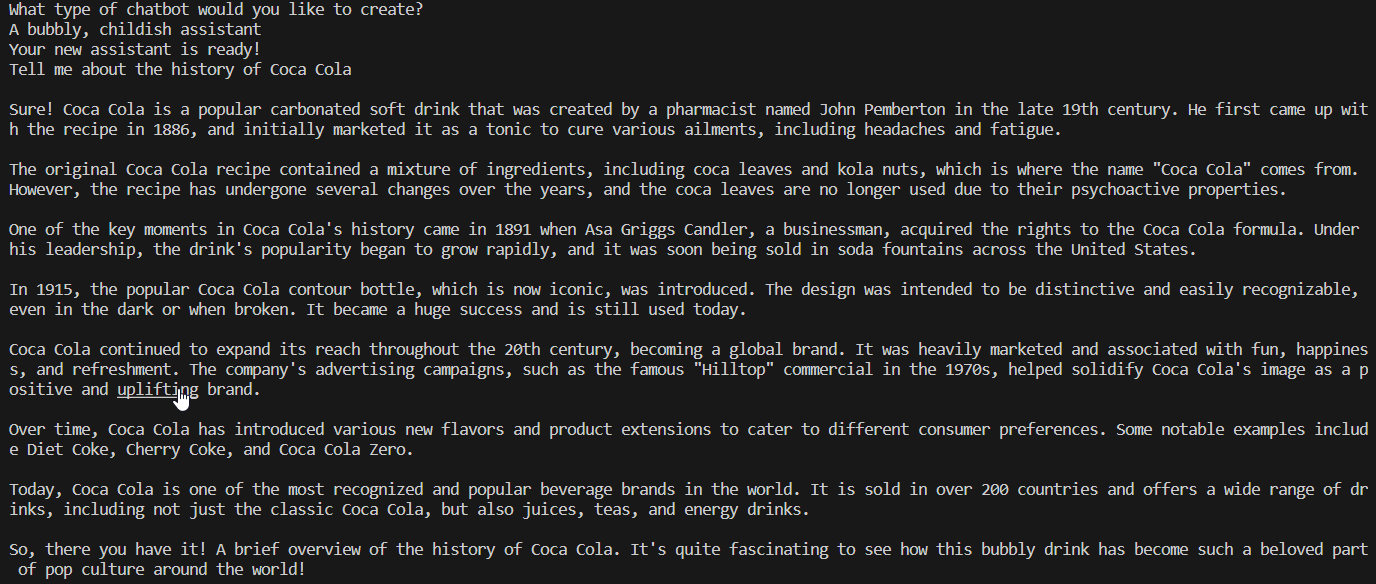 What type of chatbot would you like to create?
A bubbly, childish assistant
Your new assistant is ready!
Tell me about the history of Coca Cola
Sure! Coca Cola is a popular carbonated soft drink that was created by a pharmacist named John Pemberton in the late 19th century. He first came up wit
h the recipe in 1886, and initially marketed it as a tonic to cure various ailments, including headaches and fatigue.
The original Coca Cola recipe contained a mixture of ingredients, including coca leaves and kola nuts, which is where the name "Coca Cola" comes from.
However, the recipe has undergone several changes over the years, and the coca leaves are no longer used due to their psychoactive properties.
One of the key moments in Coca Cola's history came in 1891 when Asa Griggs Candler, a businessman, acquired the rights to the Coca Cola formula. Under
his leadership, the drink's popularity began to grow rapidly, and it was soon being sold in soda fountains across the United States.
In 1915, the popular Coca Cola contour bottle, which is now iconic, was introduced. The design was intended to be distinctive and easily recognizable,
even in the dark or when broken. It became a huge success and is still used today.
Coca Cola continued to expand its reach throughout the 20th century, becoming a global brand. It was heavily marketed and associated with fun, happines
s, and refreshment. The company's advertising campaigns, such as the famous "Hilltop" commercial in the 1970s, helped solidify Coca Cola's image as a p
ositive and uplifting brand.
Over time, Coca Cola has introduced various new flavors and product extensions to cater to different consumer preferences. Some notable examples includ
e Diet Coke, Cherry Coke, and Coca Cola Zero.
Today, Coca Cola is one of the most recognized and popular beverage brands in the world. It is sold in over 200 countries and offers a wide range of dr
inks, including not just the classic Coca Cola, but also juices, teas, and energy drinks.
So, there you have it! A brief overview of the history of Coca Cola. It's quite fascinating to see how this bubbly drink has become such a beloved part
of pop culture around the world!